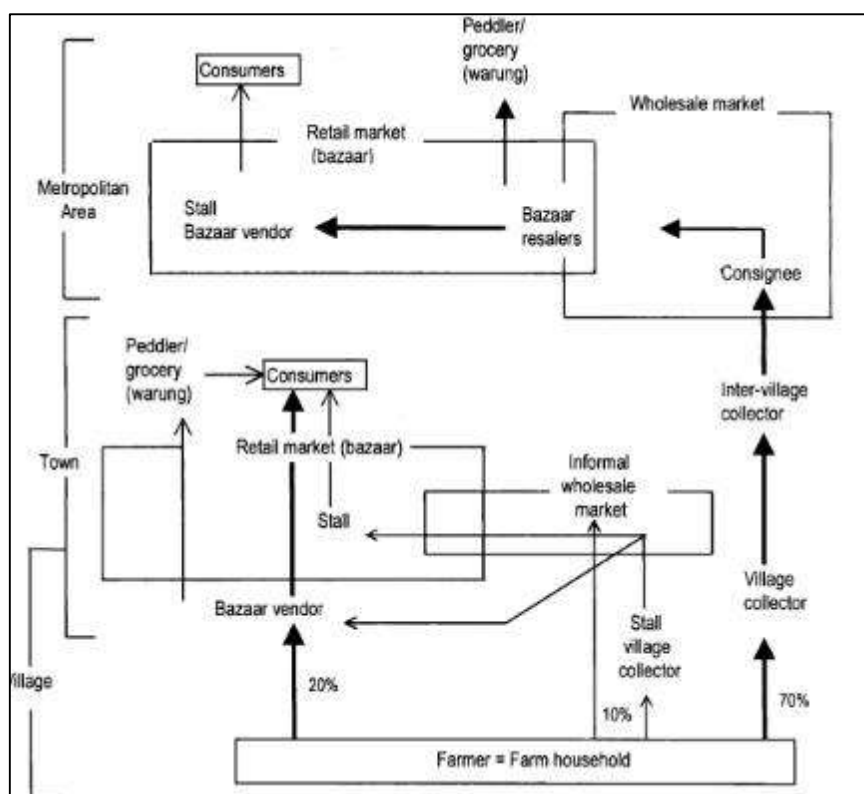 Peddler/
grocery
(warung)
Consumers
Wholesale market
Retail market
(bazaar)
Metropolitan
Area
Stall
Bazaar vendor
Bazaar
resalers
Consignee
Peddler/
grocery
(warung)
Consumers
Inter-village
collector
Retail market (bazaar)
Town
Informal
wholesale
market
Stall
Village
collector
Bazaar vendor
Stall
village
collector
illage
20%
10%
70%
Farmer = Farm household